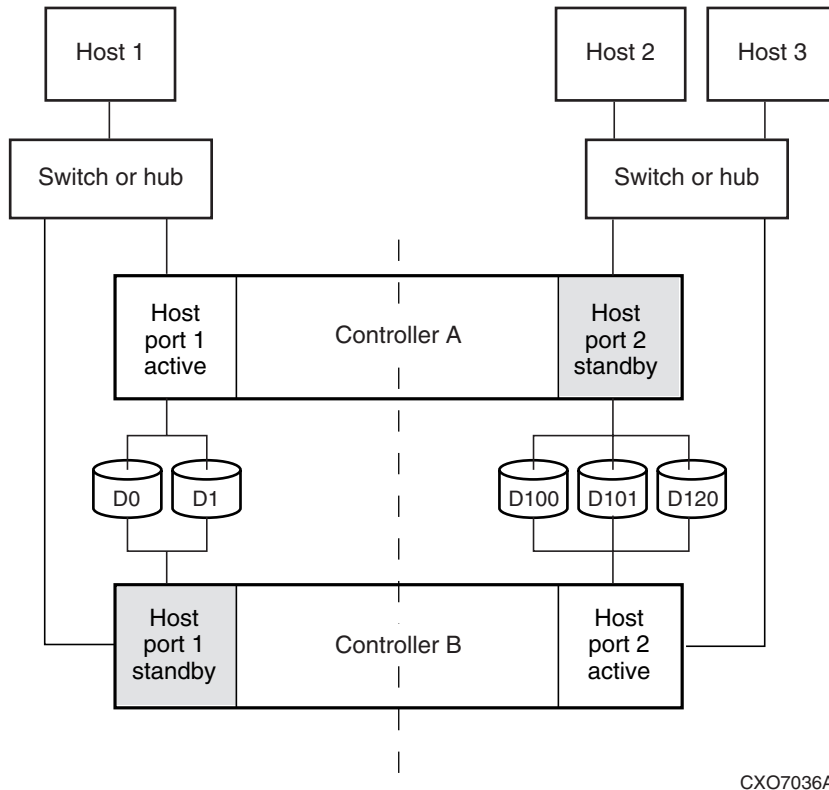 Host 1
Host 2
Host 3
Switch or hub
Switch or hub
Host
port 1
active
Controller A
Host
port 2
standby
D0
D1
D100
D101
D120
Host
port 1
standby
Controller B
Host
port 2
active
CXO7036A